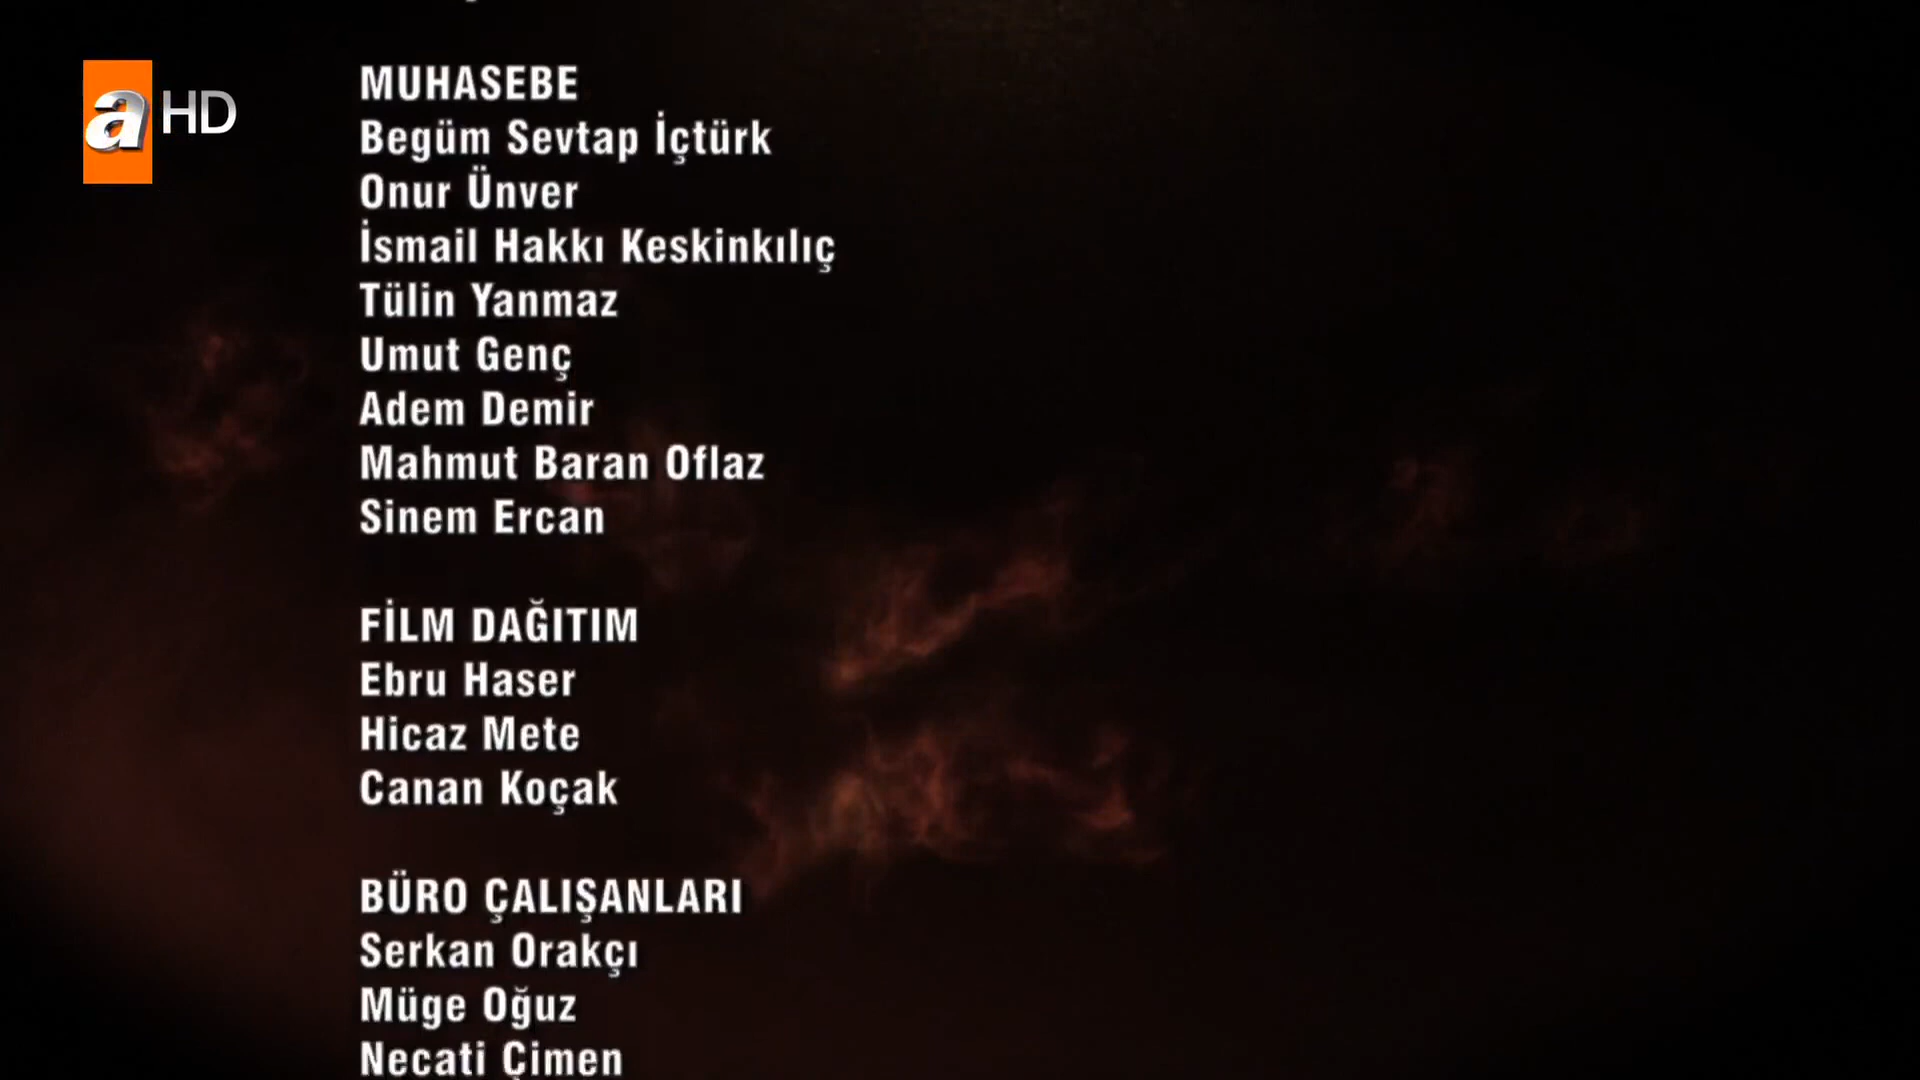 a HD
MUHASEBE
Begüm Sevtap İçtürk
Onur Ünver
İsmail Hakkı Keskinkılıç
Tülin Yanmaz
Umut Genç
Adem Demir
Mahmut Baran Oflaz
Sinem Ercan
FİLM DAĞITIM
Ebru Haser
Hicaz Mete
Canan Koçak
BÜRO ÇALIŞANLARI
Serkan Orakçı
Müge Oğuz
Necati Çimen